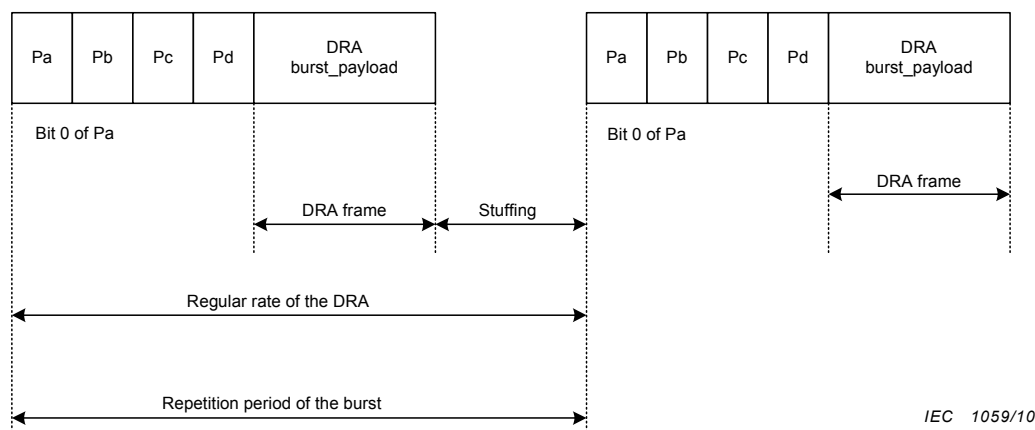 Pa Pb Pc Pd DRA burst_payload Pa Pb Pc Pd DRA burst_payload
Bit 0 of Pa Bit 0 of Pa
DRA frame
DRA frame Stuffing
Regular rate of the DRA
Repetition period of the burst
IEC 1059/10